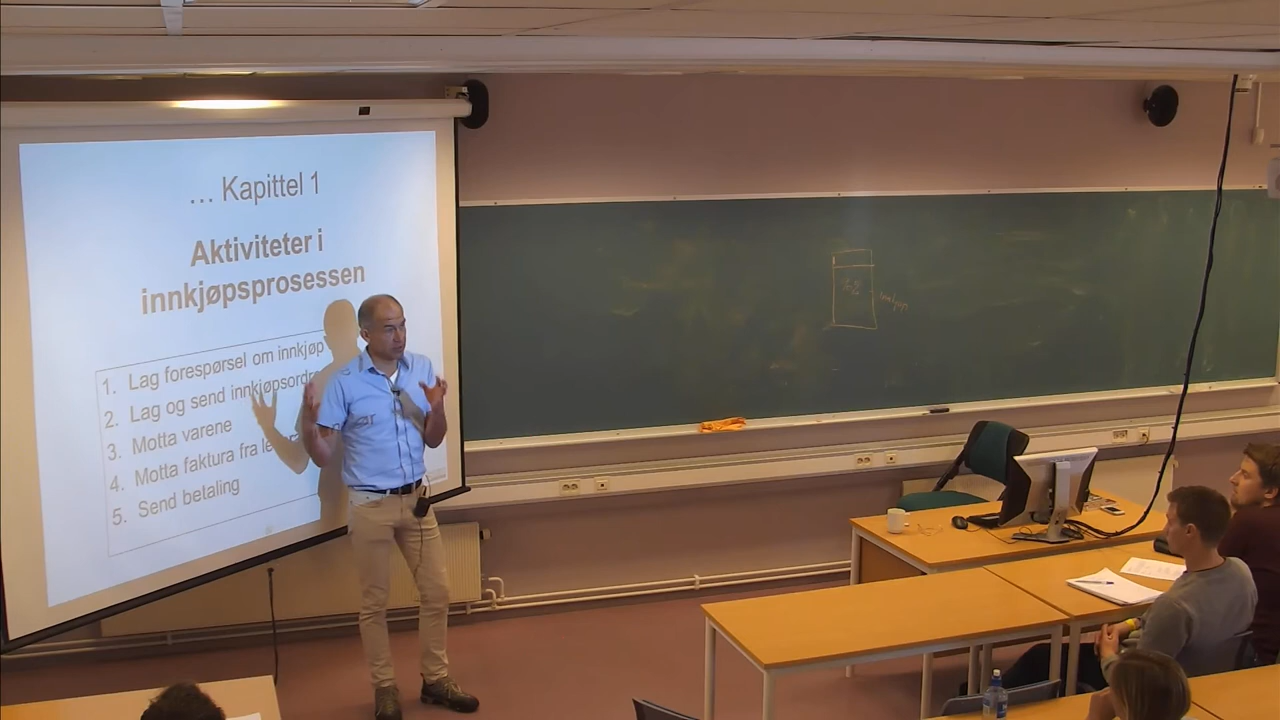 ... Kapittel 1
Aktiviteter i
innkjøpsprosessen
1. Lag forespørsel om innkjøp
2. Lag og send innkjøpsordre
3. Motta varene
4. Motta faktura fra
5. Send betaling